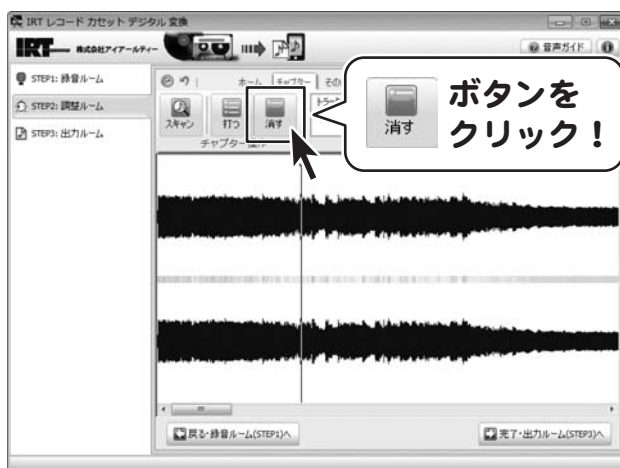 IRT レコード カセット デジタル 変換
IRT 株式会社アイアールティー
音声ガイド
STEP1: 録音ルーム
STEP2: 調整ルーム
STEP3: 出力ルーム
ホーム チャプター その
スキャン 打つ 消す
チャプター
消す
ボタンを
クリック！
戻る・録音ルーム(STEP1)へ
完了・出力ルーム(STEP3)へ